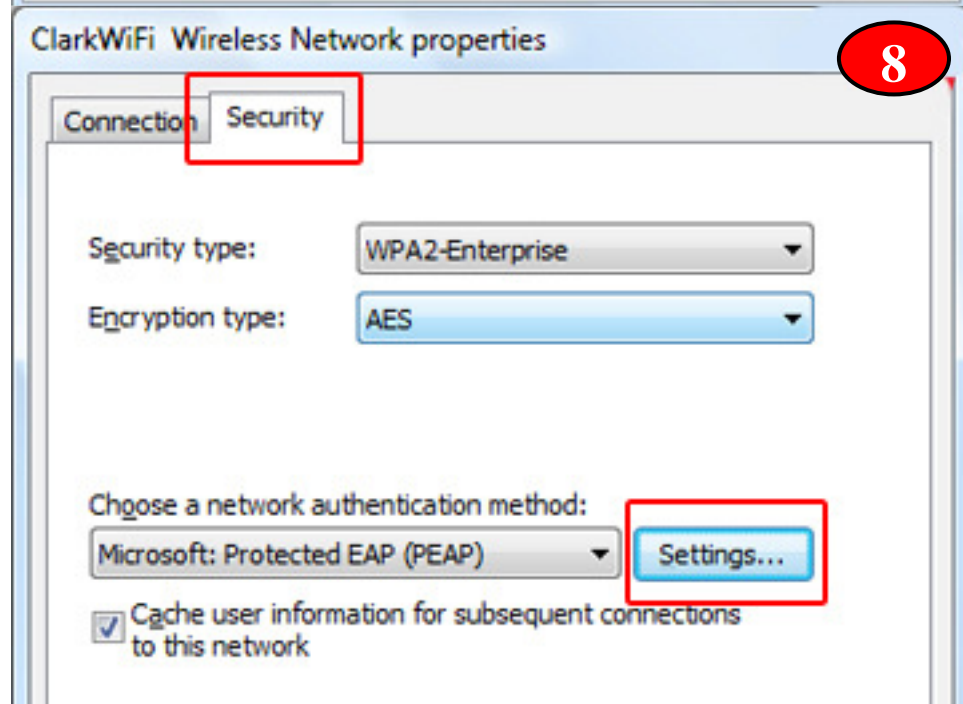 ClarkWiFi Wireless Network properties
8
Connection
Security
Security type:
WPA2-Enterprise
Encryption type:
AES
Choose a network authentication method:
Microsoft: Protected EAP (PEAP)
Settings...
Cache user information for subsequent connections
to this network